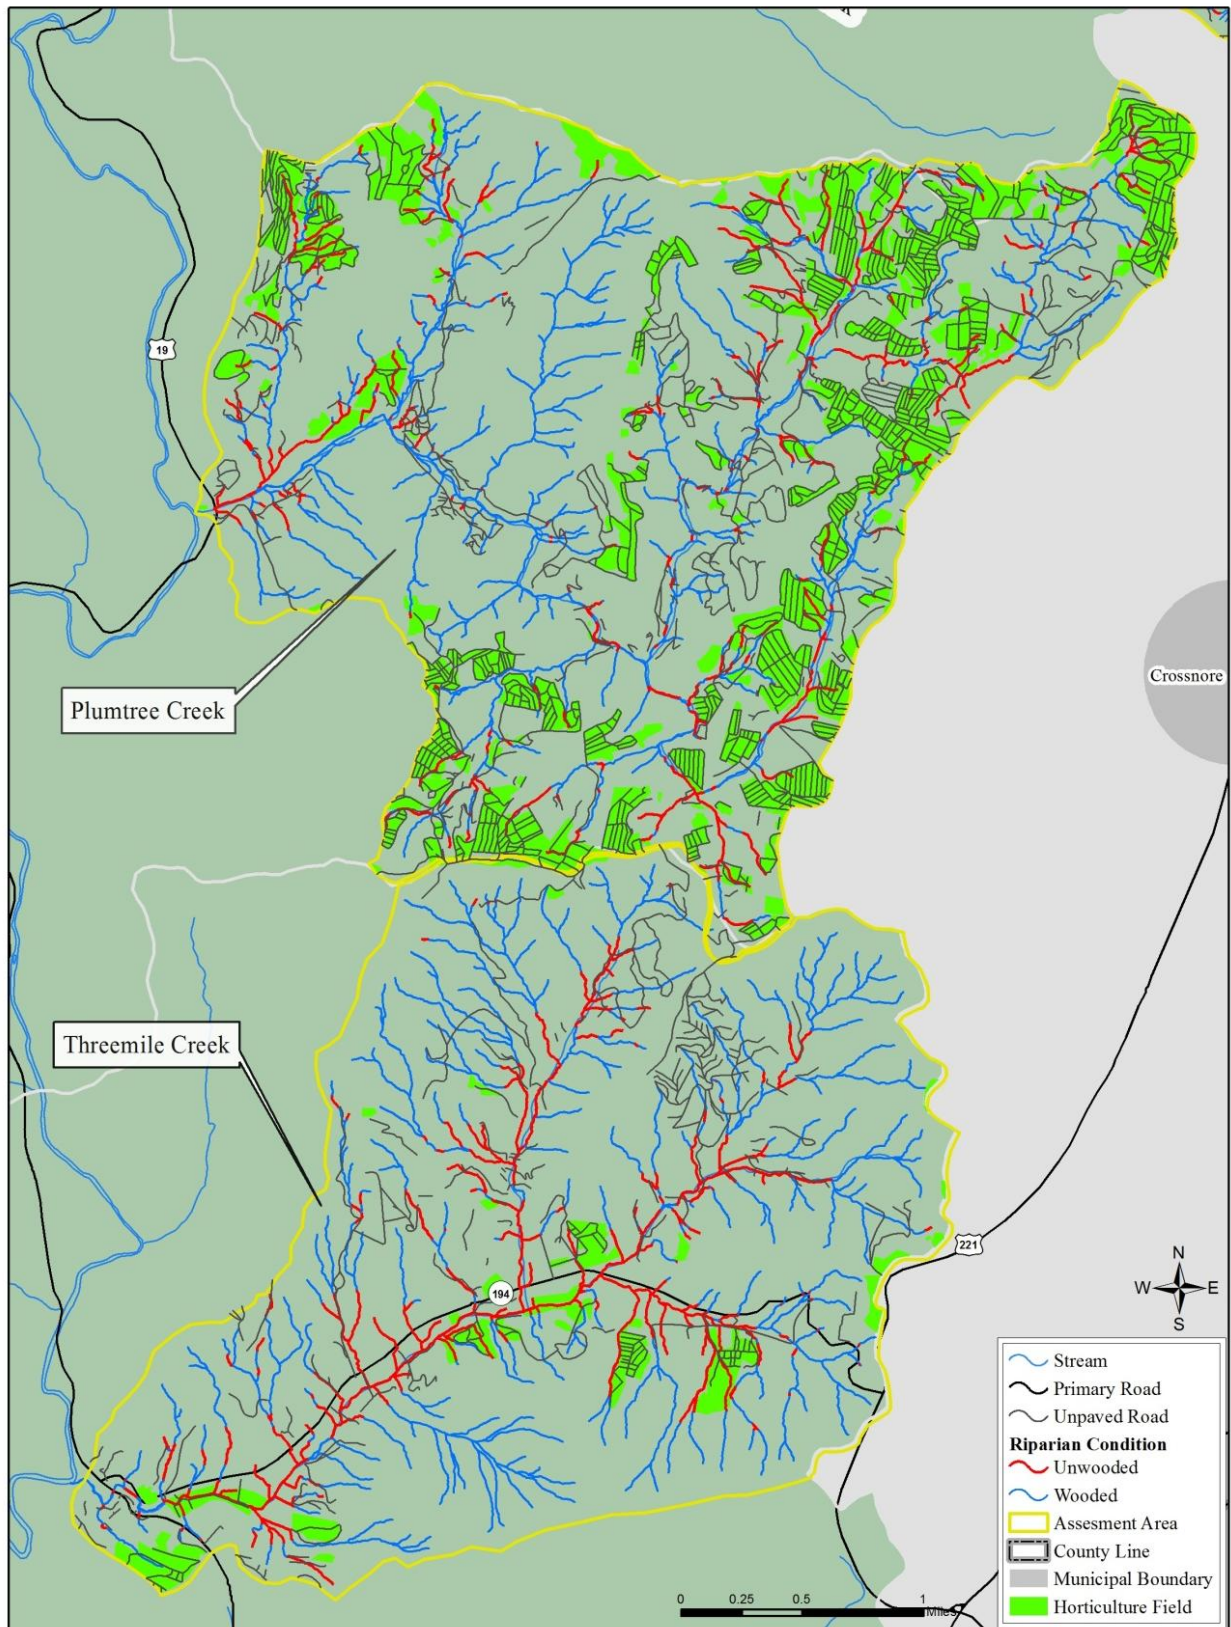 19
Crossnore
Plumtree Creek
Threemile Creek
221
194
N
W E
S
Stream
Primary Road
Unpaved Road
Riparian Condition
Unwooded
Wooded
Assesment Area
County Line
Municipal Boundary
Horticulture Field
0 0.25 0.5 1
Miles